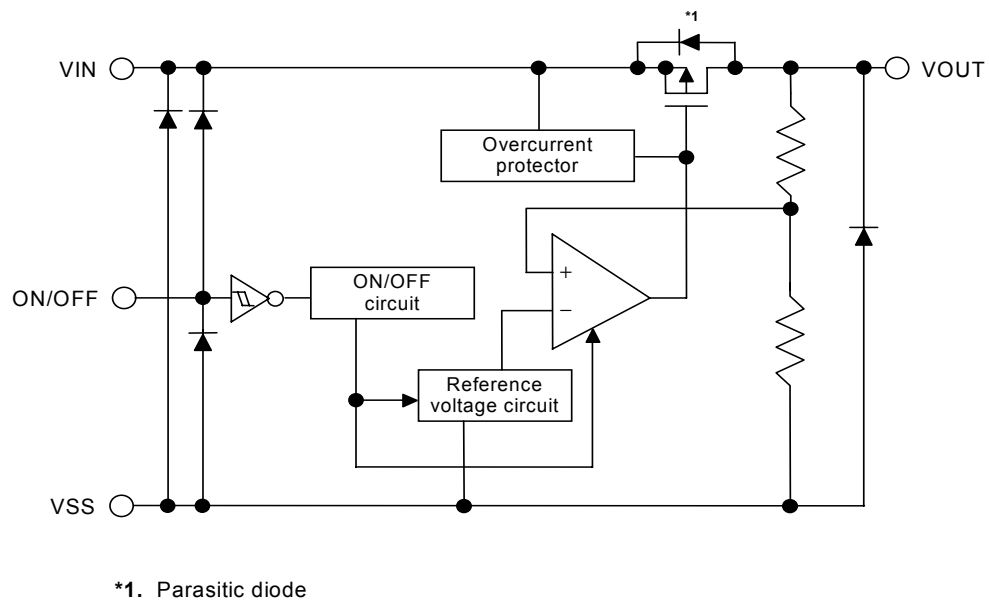 *1
VIN
VOUT
Overcurrent
protector
+
−
ON/OFF
ON/OFF
circuit
Reference
voltage circuit
VSS
*1. Parasitic diode